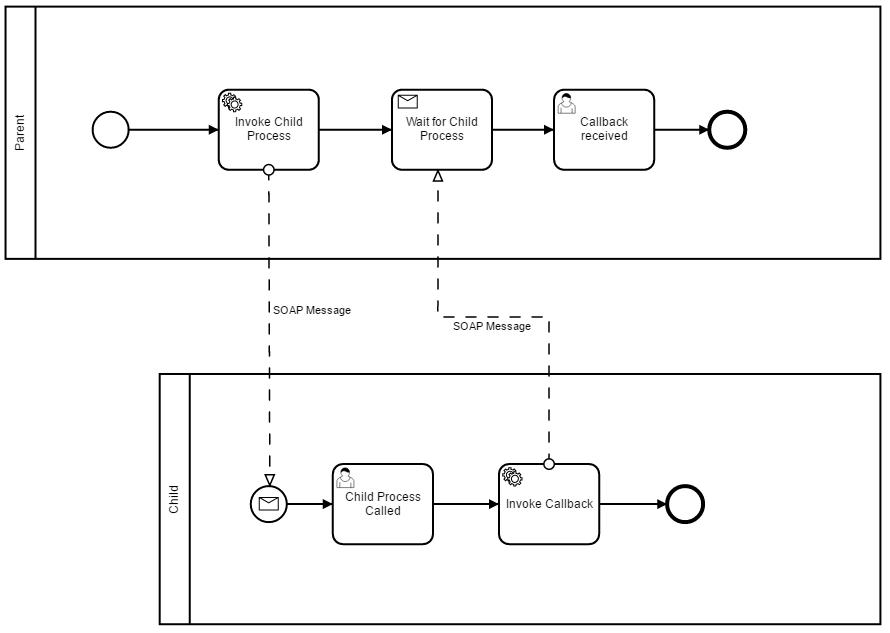 Parent
Invoke Child
Process
Wait for Child
Process
Callback
received
SOAP Message
SOAP Message
Child
Child Process
Called
Invoke Callback